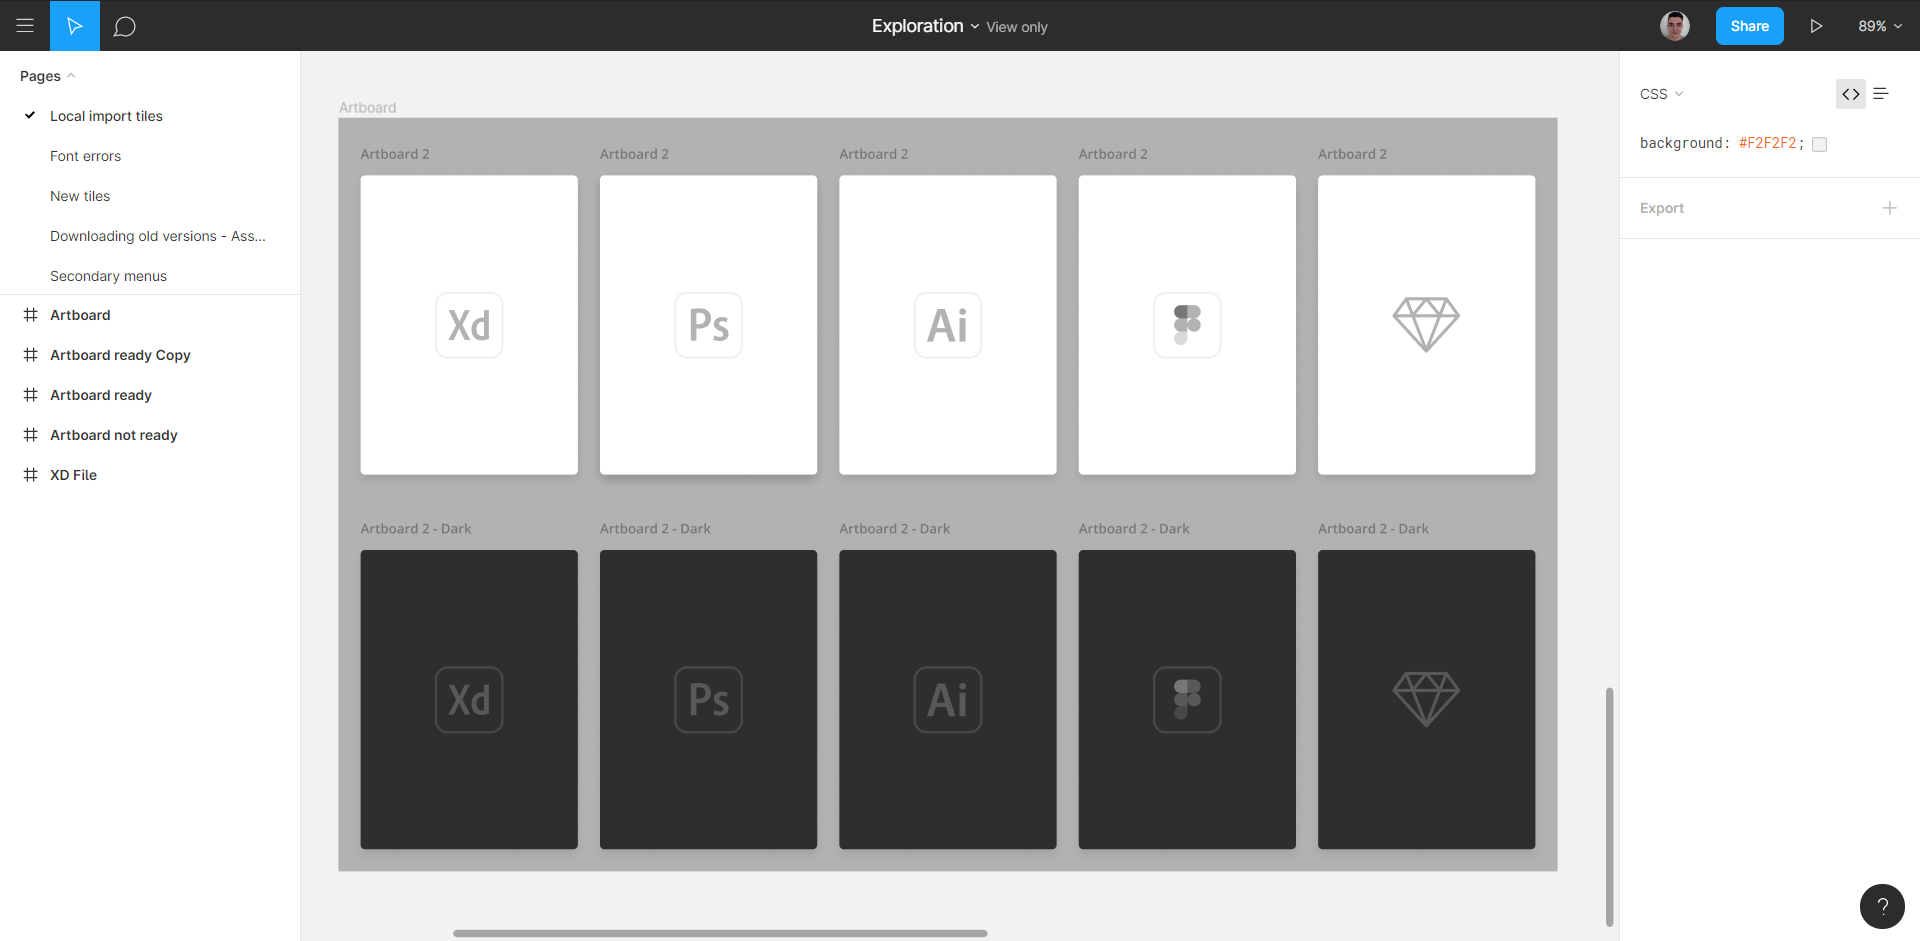 Exploration View only
Share
89%
Pages
Local import tiles
Font errors
New tiles
Downloading old versions - Ass...
Secondary menus
Artboard
Artboard ready Copy
Artboard ready
Artboard not ready
XD File
Artboard
Artboard 2 Artboard 2 Artboard 2 Artboard 2 Artboard 2
Xd Ps Ai
Artboard 2 - Dark Artboard 2 - Dark Artboard 2 - Dark Artboard 2 - Dark Artboard 2 - Dark
Xd Ps Ai
CSS
background: #F2F2F2;
Export
?